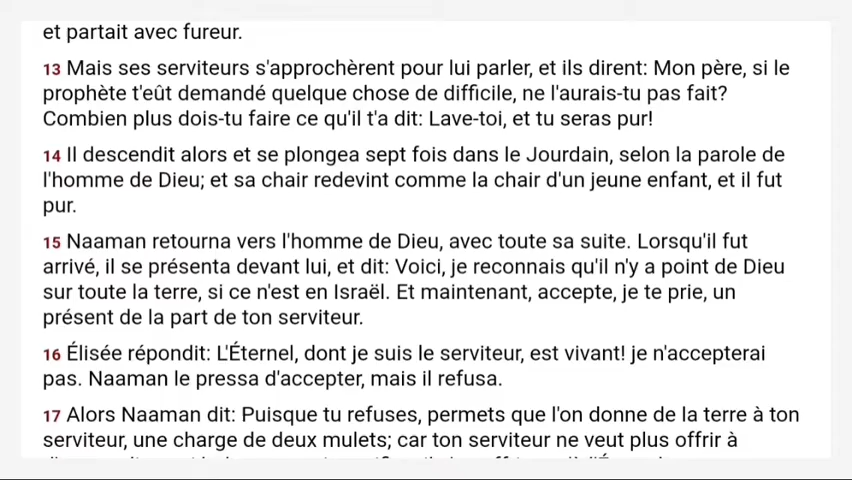 et partait avec fureur.
13 Mais ses serviteurs s'approchèrent pour lui parler, et ils dirent: Mon père, si le
prophète t'eût demandé quelque chose de difficile, ne l'aurais-tu pas fait?
Combien plus dois-tu faire ce qu'il t'a dit: Lave-toi, et tu seras pur!
14 Il descendit alors et se plongea sept fois dans le Jourdain, selon la parole de
l'homme de Dieu; et sa chair redevint comme la chair d'un jeune enfant, et il fut
pur.
15 Naaman retourna vers l'homme de Dieu, avec toute sa suite. Lorsqu'il fut
arrivé, il se présenta devant lui, et dit: Voici, je reconnais qu'il n'y a point de Dieu
sur toute la terre, si ce n'est en Israël. Et maintenant, accepte, je te prie, un
présent de la part de ton serviteur.
16 Élisée répondit: L'Éternel, dont je suis le serviteur, est vivant! je n'accepterai
pas. Naaman le pressa d'accepter, mais il refusa.
17 Alors Naaman dit: Puisque tu refuses, permets que l'on donne de la terre à ton
serviteur, une charge de deux mulets; car ton serviteur ne veut plus offrir à